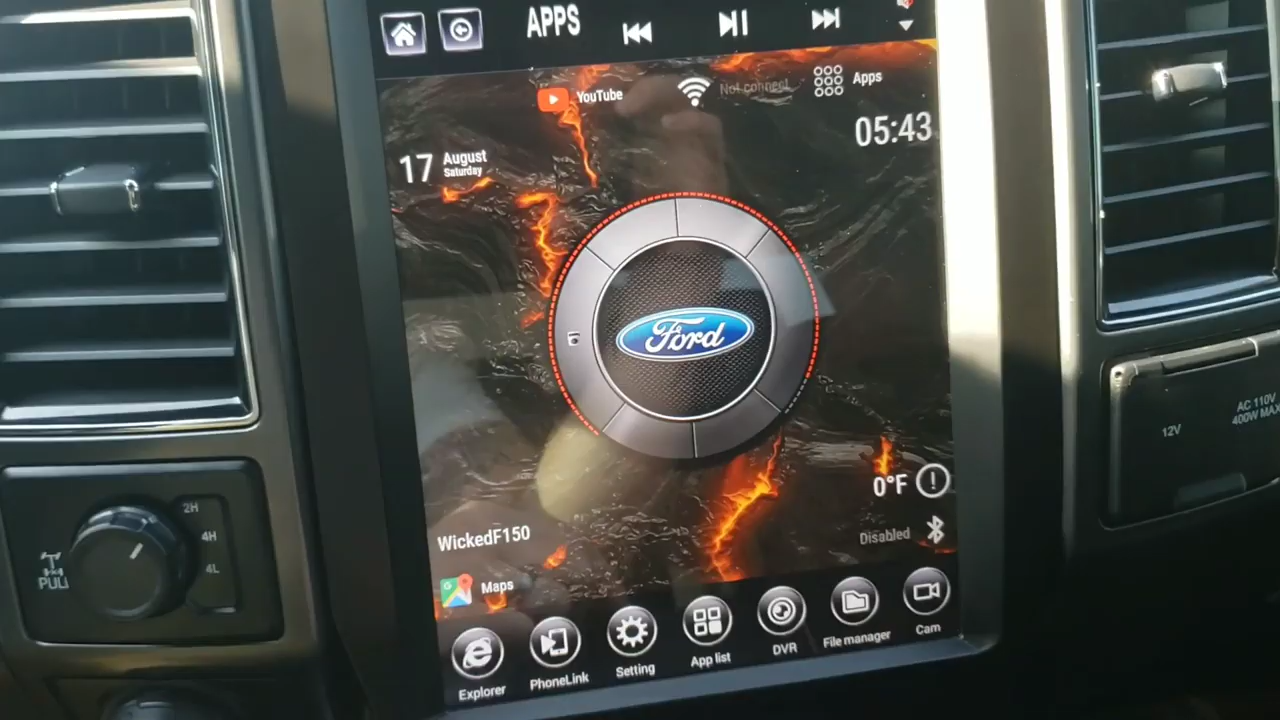 APPS
YouTube
Not connect
Apps
05:43
17
August
Saturday
Ford
0°F
Disabled
WickedF150
Maps
Explorer
PhoneLink
Setting
App list
DVR
File manager
Cam
2H
4H
4L
PULL
12V
AC 110V
400W MAX